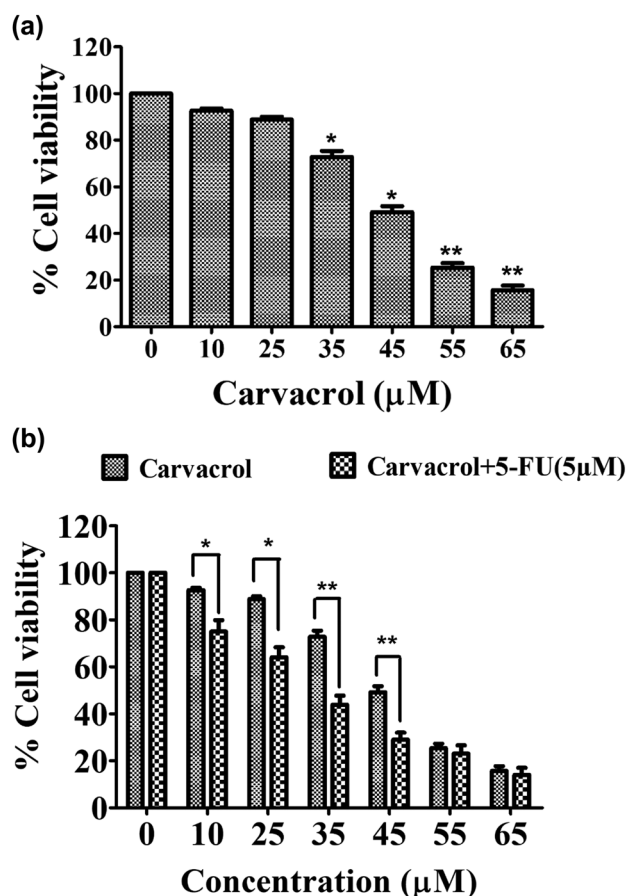 (a)
120
100
80
60
40
20
0
% Cell viability
*
*
**
**
0 10 25 35 45 55 65
Carvacrol (μM)
(b)
Carvacrol Carvacrol+5-FU(5μM)
120
100
80
60
40
20
0
% Cell viability
*
*
**
**
0 10 25 35 45 55 65
Concentration (μM)